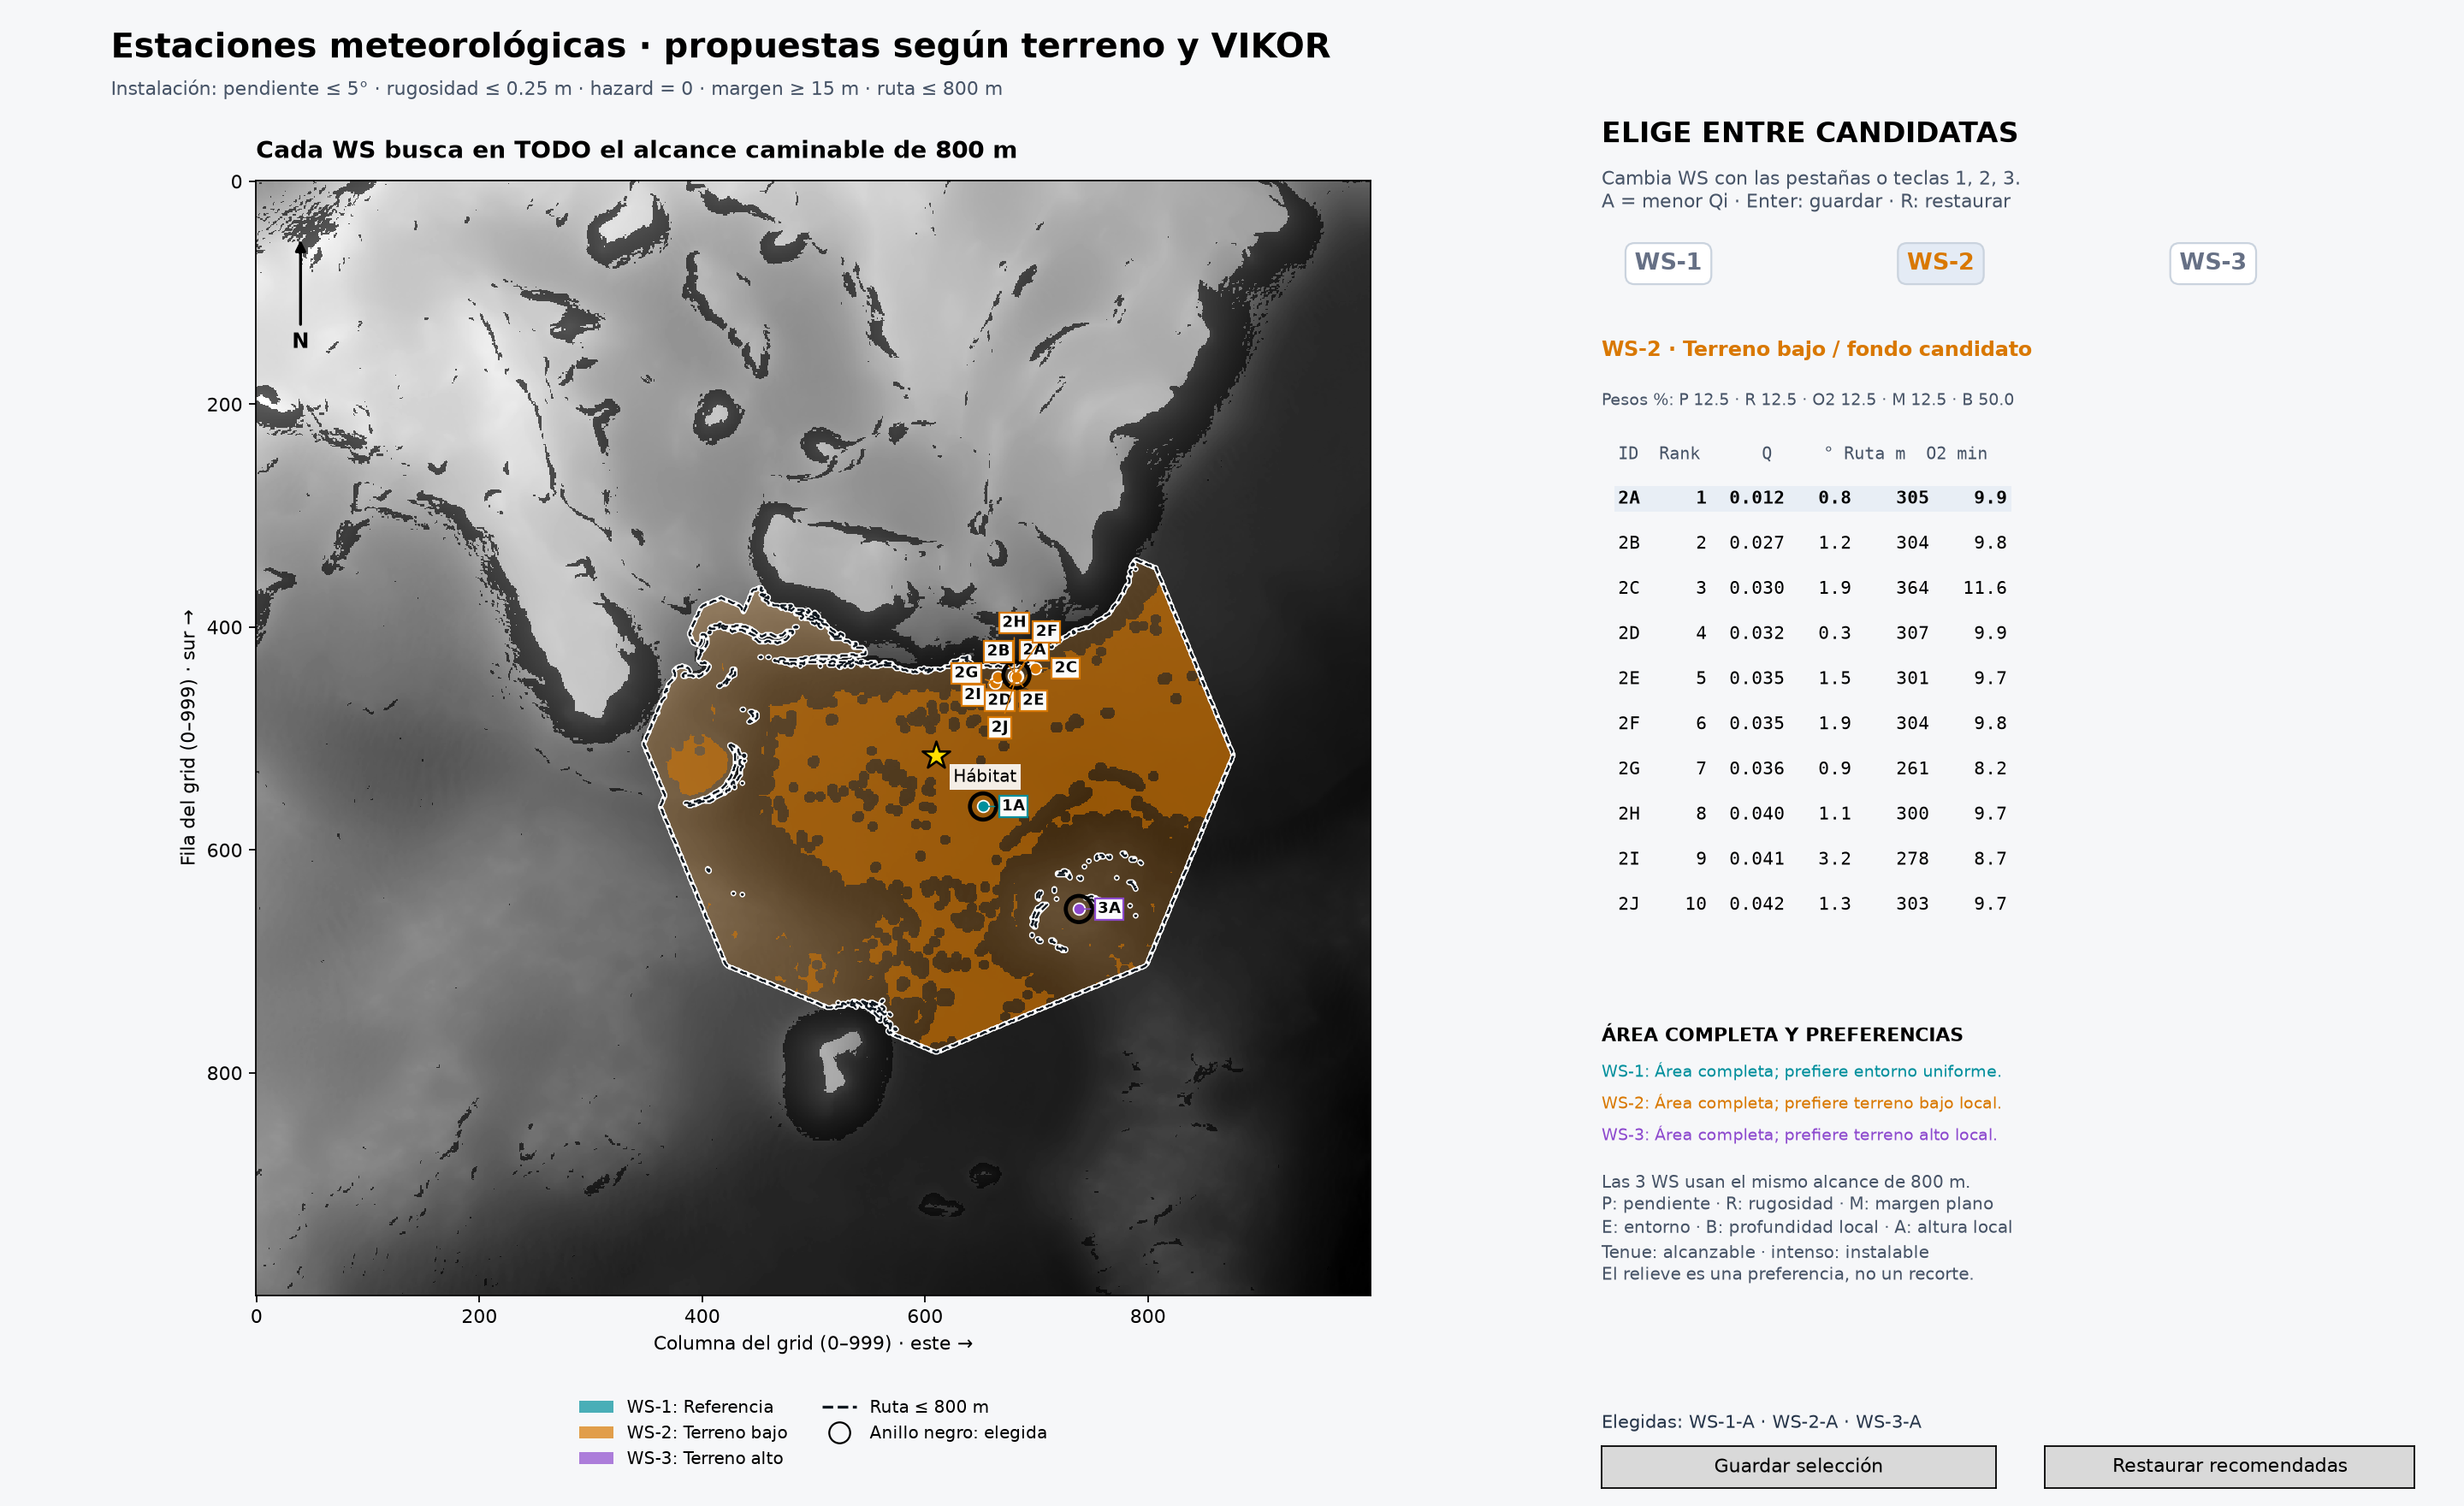 Estaciones meteorológicas · propuestas según terreno y VIKOR
Instalación: pendiente ≤ 5° · rugosidad ≤ 0.25 m · hazard = 0 · margen ≥ 15 m · ruta ≤ 800 m
Cada WS busca en TODO el alcance caminable de 800 m
0
200
400
600
800
Fila del grid (0–999) · sur →
N
2H
2F
2B
2A
2G
2C
2I
2D
2E
2J
Hábitat
1A
3A
0
200
400
600
800
Columna del grid (0–999) · este →
WS-1: Referencia
WS-2: Terreno bajo
WS-3: Terreno alto
Ruta ≤ 800 m
Anillo negro: elegida
ELIGE ENTRE CANDIDATAS
Cambia WS con las pestañas o teclas 1, 2, 3.
A = menor Qi · Enter: guardar · R: restaurar
WS-1
WS-2
WS-3
WS-2 · Terreno bajo / fondo candidato
Pesos %: P 12.5 · R 12.5 · O2 12.5 · M 12.5 · B 50.0
ID Rank Q ° Ruta m O2 min
2A 1 0.012 0.8 305 9.9
2B 2 0.027 1.2 304 9.8
2C 3 0.030 1.9 364 11.6
2D 4 0.032 0.3 307 9.9
2E 5 0.035 1.5 301 9.7
2F 6 0.035 1.9 304 9.8
2G 7 0.036 0.9 261 8.2
2H 8 0.040 1.1 300 9.7
2I 9 0.041 3.2 278 8.7
2J 10 0.042 1.3 303 9.7
ÁREA COMPLETA Y PREFERENCIAS
WS-1: Área completa; prefiere entorno uniforme.
WS-2: Área completa; prefiere terreno bajo local.
WS-3: Área completa; prefiere terreno alto local.
Las 3 WS usan el mismo alcance de 800 m.
P: pendiente · R: rugosidad · M: margen plano
E: entorno · B: profundidad local · A: altura local
Tenue: alcanzable · intenso: instalable
El relieve es una preferencia, no un recorte.
Elegidas: WS-1-A · WS-2-A · WS-3-A
Guardar selección
Restaurar recomendadas